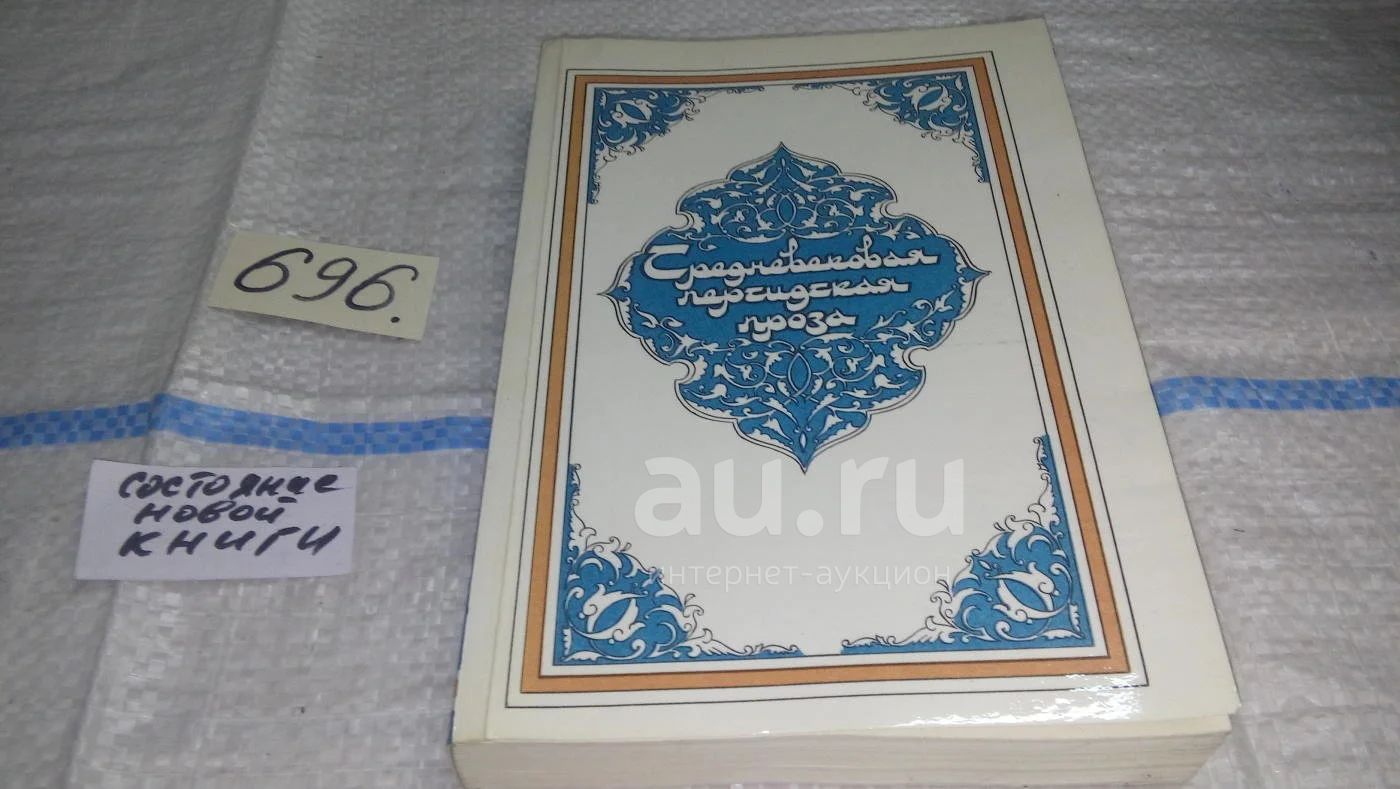 696.
Средневековая
персидская
проза
состояние
новой
книги
au.ru
интернет-аукцион